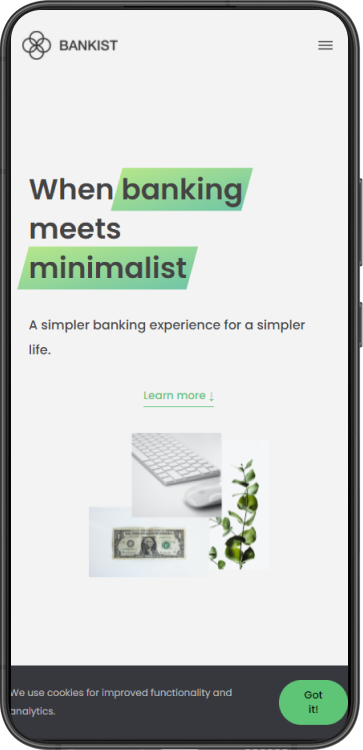 BANKIST
When banking
meets
minimalist
A simpler banking experience for a simpler
life.
Learn more ↓
We use cookies for improved functionality and
analytics.
Got
it!